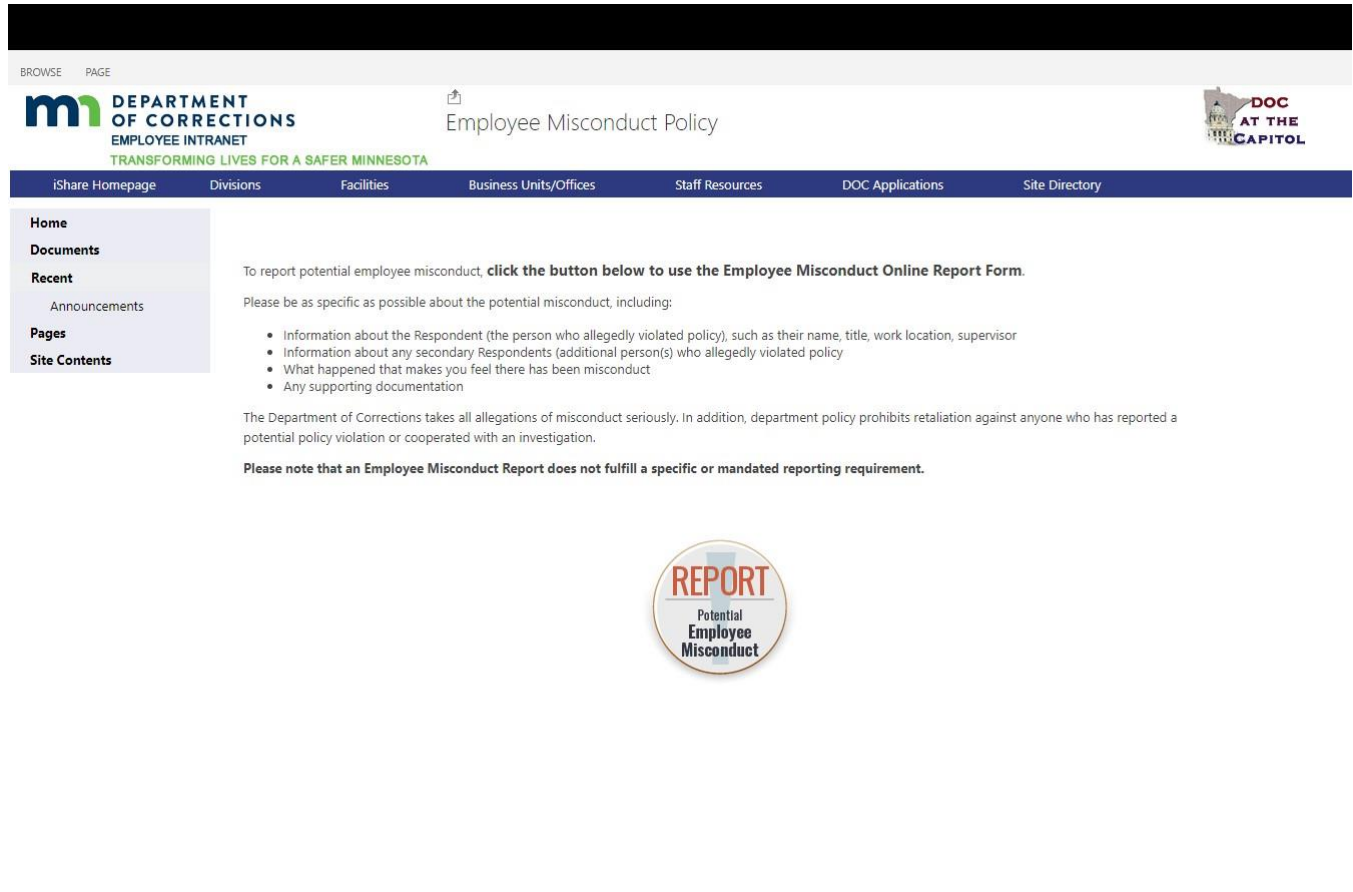 BROWSE PAGE
DEPARTMENT
OF CORRECTIONS
EMPLOYEE INTRANET
TRANSFORMING LIVES FOR A SAFER MINNESOTA
Employee Misconduct Policy
DOC
AT THE
CAPITOL
iShare Homepage Divisions Facilities Business Units/Offices Staff Resources DOC Applications Site Directory
Home
Documents
Recent
Announcements
Pages
Site Contents
To report potential employee misconduct, click the button below to use the Employee Misconduct Online Report Form.
Please be as specific as possible about the potential misconduct, including:
• Information about the Respondent (the person who allegedly violated policy), such as their name, title, work location, supervisor
• Information about any secondary Respondents (additional person(s) who allegedly violated policy
• What happened that makes you feel there has been misconduct
• Any supporting documentation
The Department of Corrections takes all allegations of misconduct seriously. In addition, department policy prohibits retaliation against anyone who has reported a
potential policy violation or cooperated with an investigation.
Please note that an Employee Misconduct Report does not fulfill a specific or mandated reporting requirement.
REPORT
Potential
Employee
Misconduct